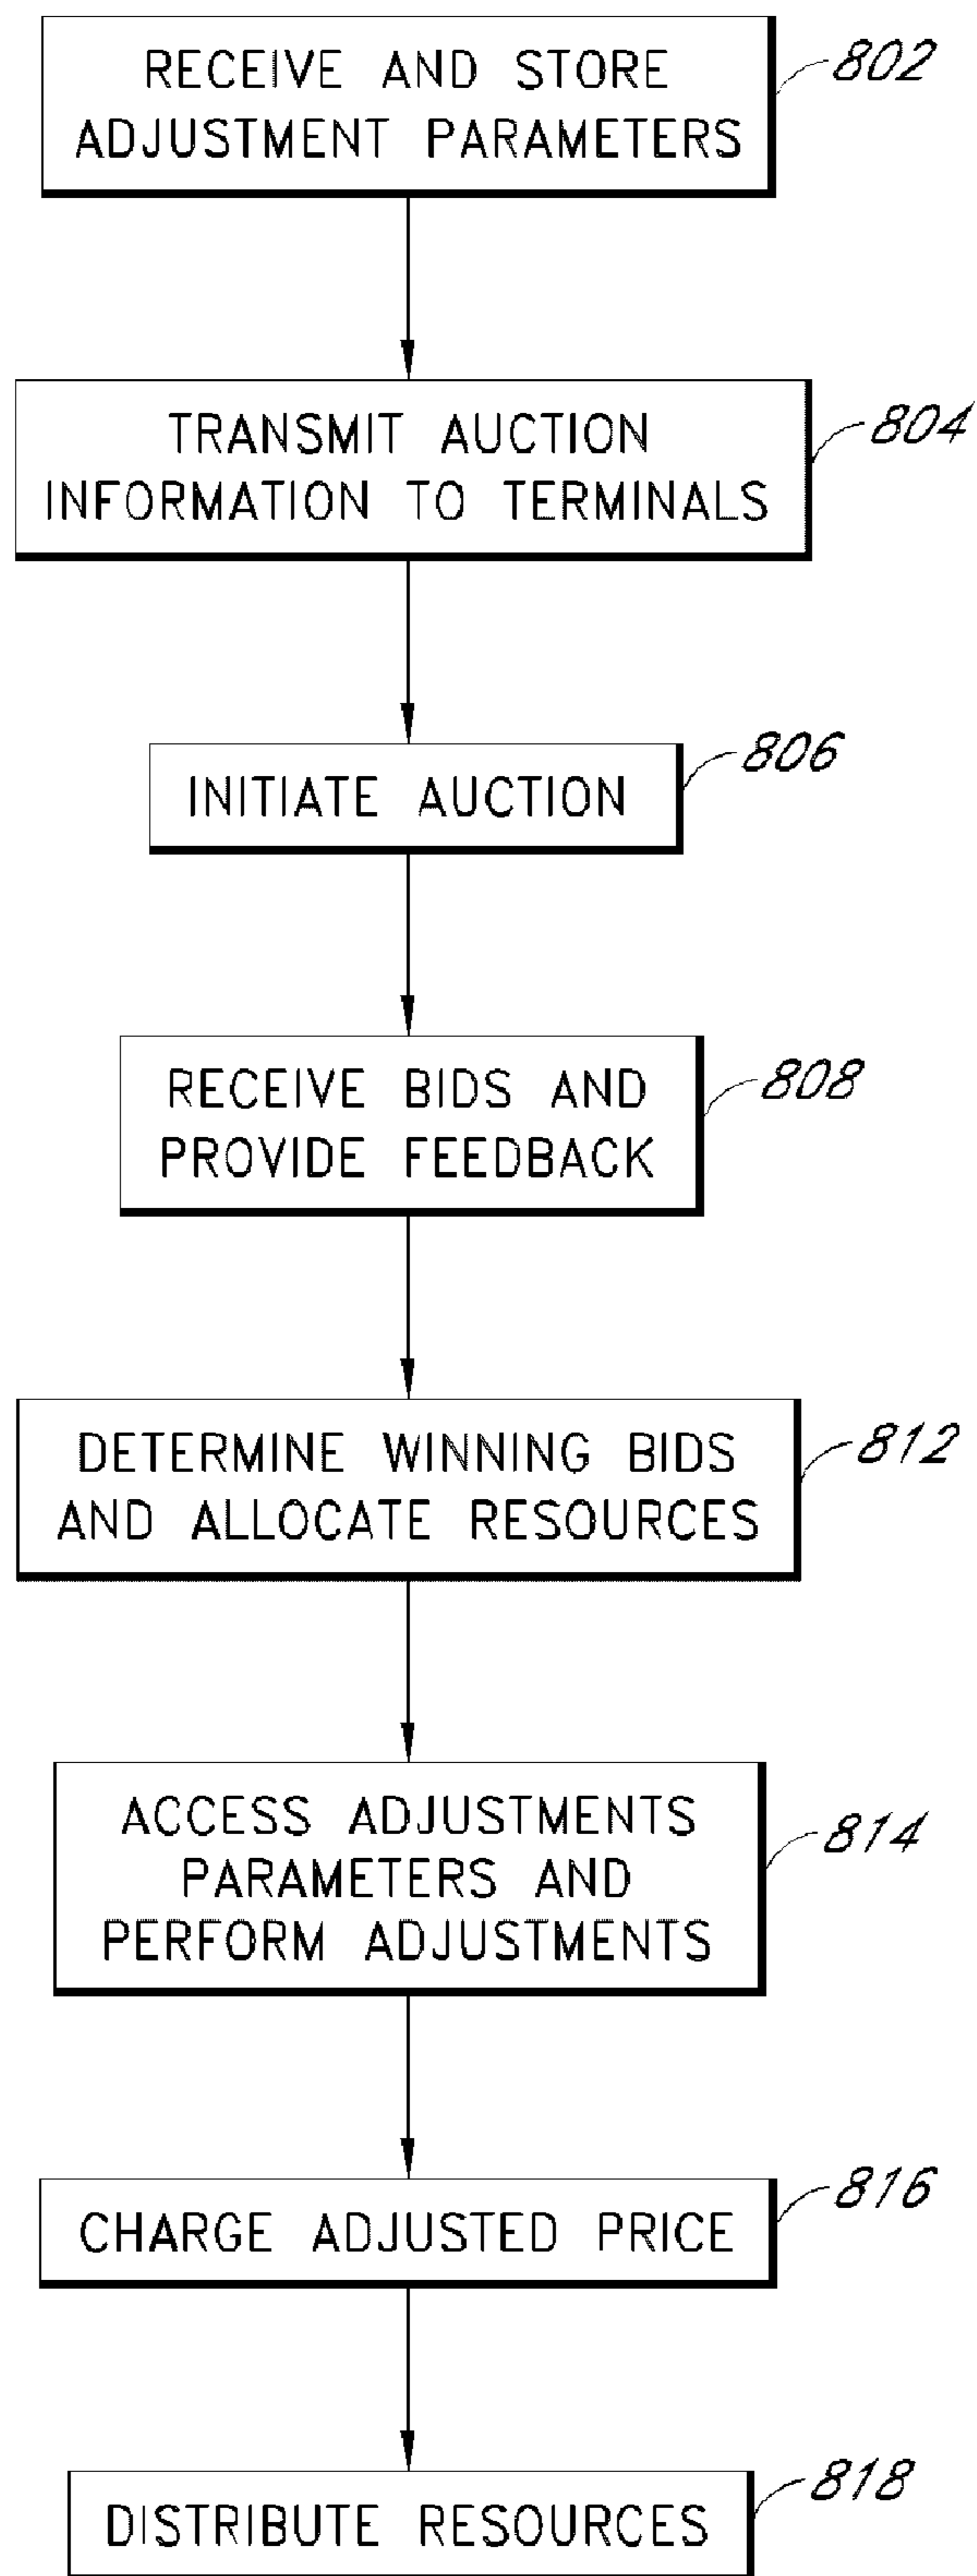 RECEIVE AND STORE
ADJUSTMENT PARAMETERS
802
TRANSMIT AUCTION
INFORMATION TO TERMINALS
804
INITIATE AUCTION
806
RECEIVE BIDS AND
PROVIDE FEEDBACK
808
DETERMINE WINNING BIDS
AND ALLOCATE RESOURCES
812
ACCESS ADJUSTMENTS
PARAMETERS AND
PERFORM ADJUSTMENTS
814
CHARGE ADJUSTED PRICE
816
DISTRIBUTE RESOURCES
818